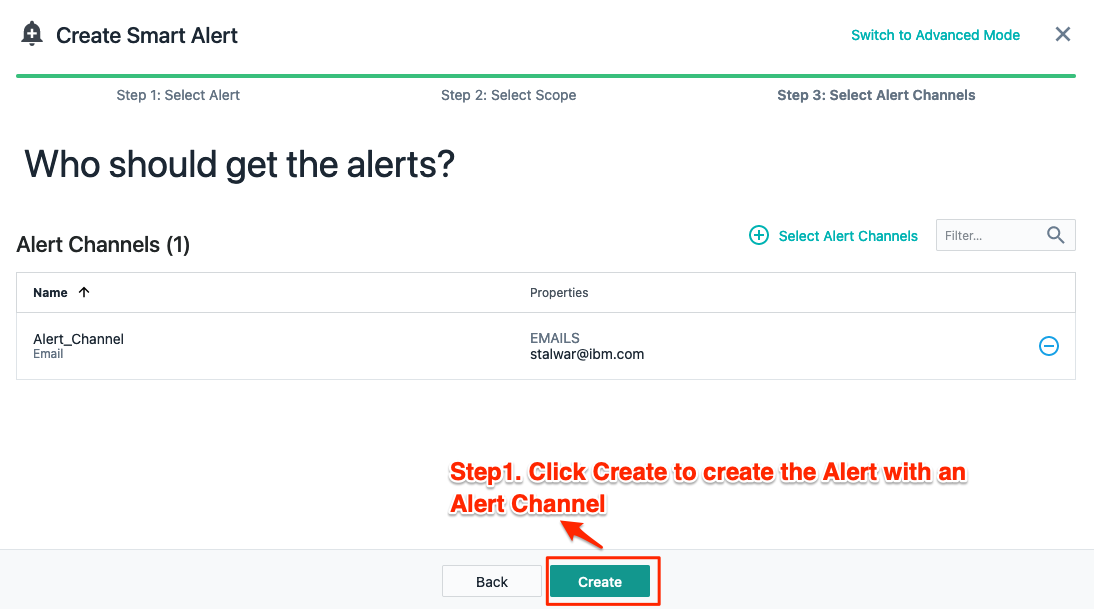 Create Smart Alert
Switch to Advanced Mode
Step 1: Select Alert
Step 2: Select Scope
Step 3: Select Alert Channels
Who should get the alerts?
Alert Channels (1)
Select Alert Channels
Filter...
Name
Properties
Alert_Channel
Email
EMAILS
stalwar@ibm.com
Step1. Click Create to create the Alert with an
Alert Channel
Back
Create